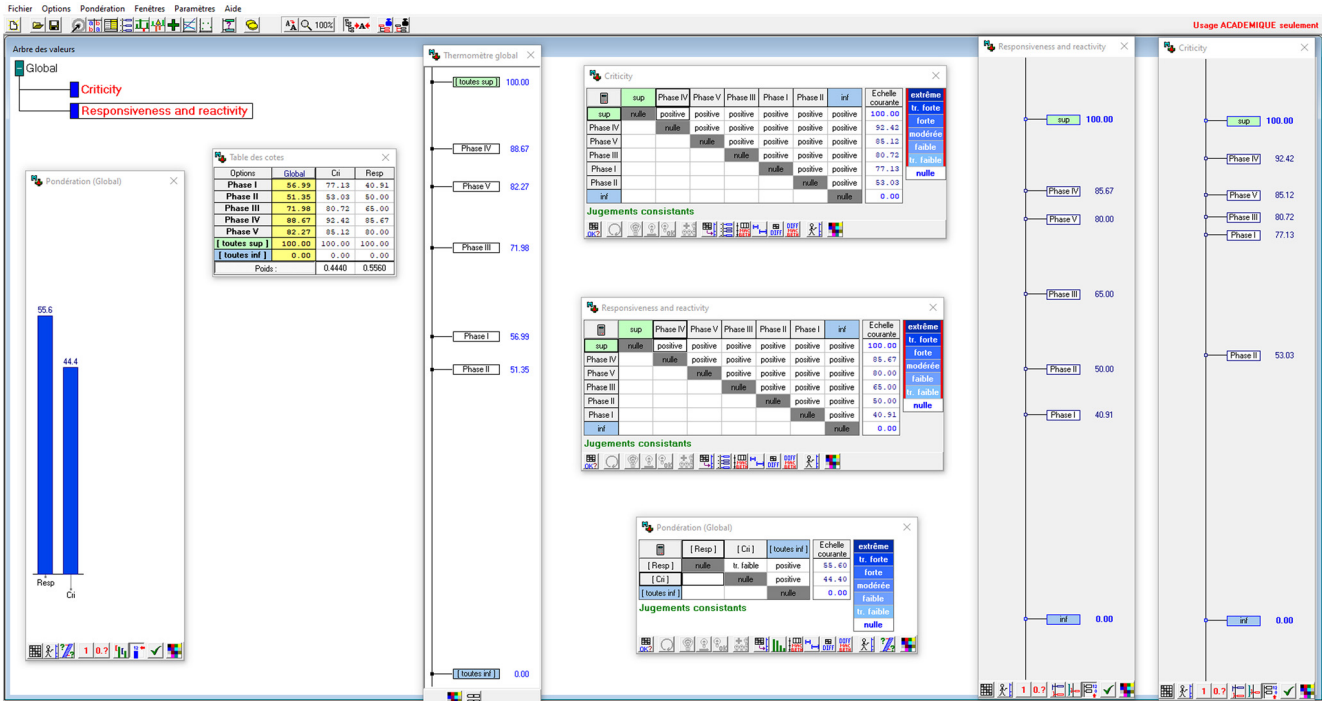 Fichier Options Pondération Fenêtres Paramètres Aide
100%
Usage ACADEMIQUE seulement
Arbre des valeurs
Global
Criticity
Responsiveness and reactivity
Pondération (Global)
55.6
44.4
Resp
Cri
1 0.?
Table des cotes
Options Global Cri Resp
Phase I 56.99 77.13 40.91
Phase II 51.35 53.03 50.00
Phase III 71.98 80.72 65.00
Phase IV 88.67 92.42 85.67
Phase V 82.27 85.12 80.00
[ toutes sup ] 100.00 100.00 100.00
[ toutes inf ] 0.00 0.00 0.00
Poids : 0.4440 0.5560
Thermomètre global
[ toutes sup ] 100.00
Phase IV 88.67
Phase V 82.27
Phase III 71.98
Phase I 56.99
Phase II 51.35
[ toutes inf ] 0.00
Criticity
sup Phase IV Phase V Phase III Phase I Phase II inf Echelle courante
sup nulle positive positive positive positive positive positive 100.00
Phase IV nulle positive positive positive positive positive 92.42
Phase V nulle positive positive positive positive 85.12
Phase III nulle positive positive positive 80.72
Phase I nulle positive positive 77.13
Phase II nulle positive 53.03
inf nulle 0.00
extrême
tr. forte
forte
modérée
faible
tr. faible
nulle
Jugements consistants
Responsiveness and reactivity
sup Phase IV Phase V Phase III Phase II Phase I inf Echelle courante
sup nulle positive positive positive positive positive positive 100.00
Phase IV nulle positive positive positive positive positive 85.67
Phase V nulle positive positive positive positive 80.00
Phase III nulle positive positive positive 65.00
Phase II nulle positive positive 50.00
Phase I nulle positive 40.91
inf nulle 0.00
extrême
tr. forte
forte
modérée
faible
tr. faible
nulle
Jugements consistants
Pondération (Global)
[ Resp ] [ Cri ] [ toutes inf ] Echelle courante
[ Resp ] nulle tr. faible positive 55.60
[ Cri ] nulle positive 44.40
[ toutes inf ] nulle 0.00
extrême
tr. forte
forte
modérée
faible
tr. faible
nulle
Jugements consistants
Responsiveness and reactivity
sup 100.00
Phase IV 85.67
Phase V 80.00
Phase III 65.00
Phase II 50.00
Phase I 40.91
inf 0.00
1 0.?
Criticity
sup 100.00
Phase IV 92.42
Phase V 85.12
Phase III 80.72
Phase I 77.13
Phase II 53.03
inf 0.00
1 0.?